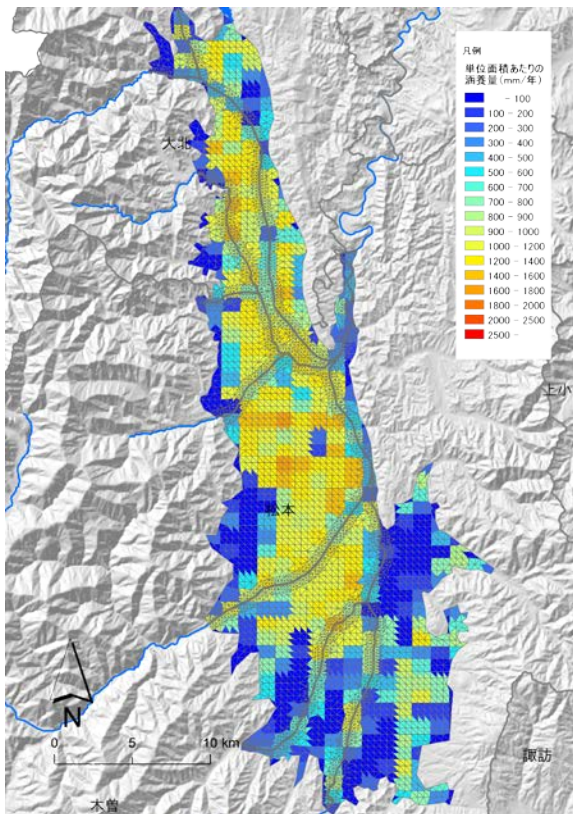 凡例
単位面積あたりの
涵養量(mm/年)
- 100
100 - 200
200 - 300
300 - 400
400 - 500
500 - 600
600 - 700
700 - 800
800 - 900
900 - 1000
1000 - 1200
1200 - 1400
1400 - 1600
1600 - 1800
1800 - 2000
2000 - 2500
2500 -
大北
上小
松本
N
0 5 10 km
諏訪
木曽